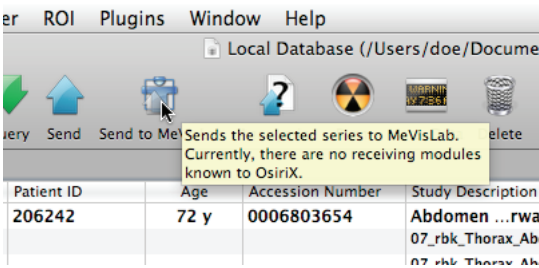 er ROI Plugins Window Help
Local Database (/Users/doe/Docume
uery Send Send to MeV elete
Sends the selected series to MeVisLab.
Currently, there are no receiving modules
known to OsiriX.
Patient ID Age Accession Number Study Description
206242 72 y 0006803654 Abdomen ...rwa
07_rbk_Thorax_Ab
07_rbk_Thorax_Ab